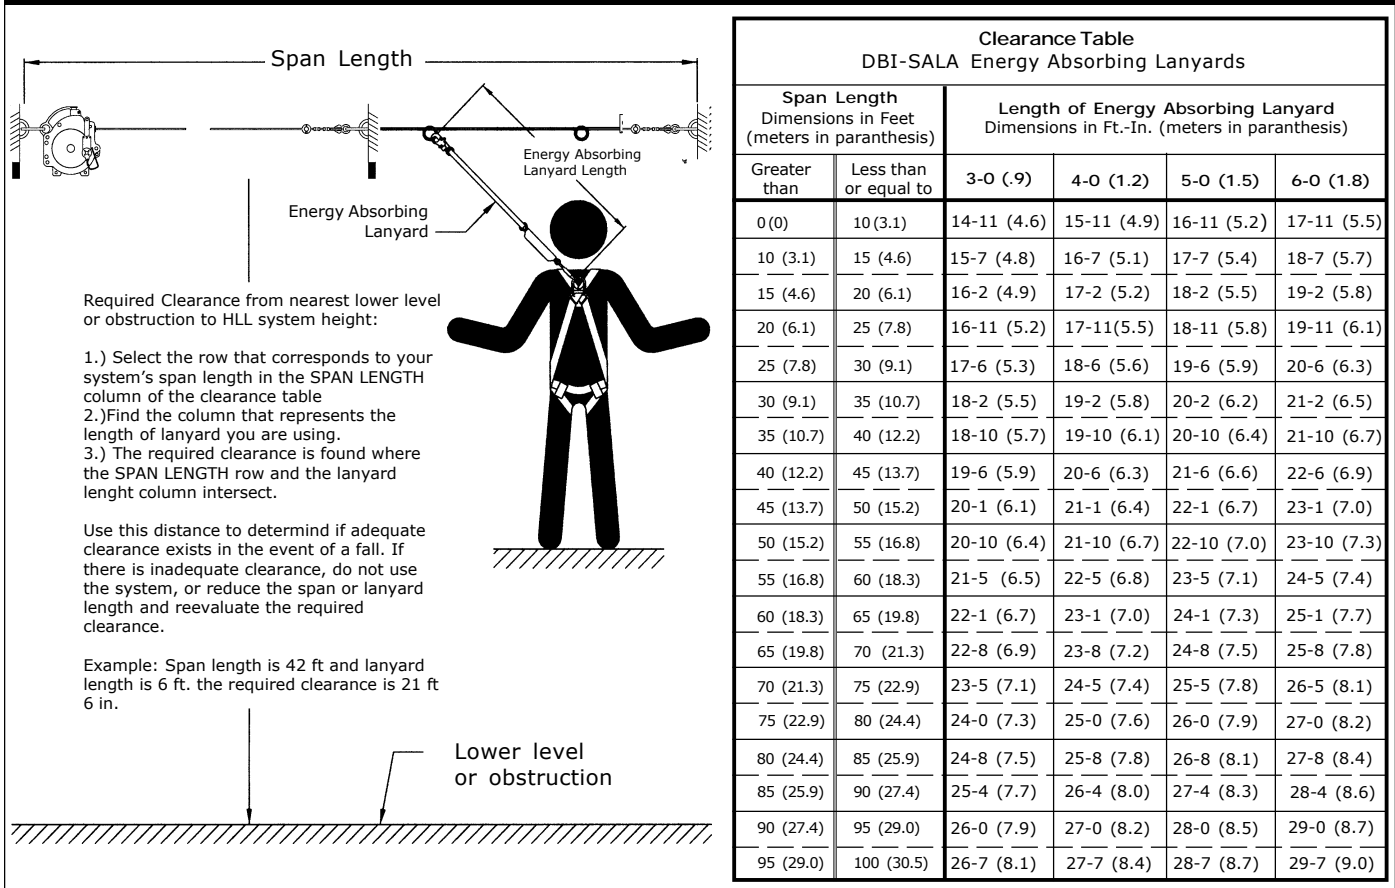 Span Length
Energy Absorbing
Lanyard Length
Energy Absorbing
Lanyard
Required Clearance from nearest lower level
or obstruction to HLL system height:
1.) Select the row that corresponds to your
system's span length in the SPAN LENGTH
column of the clearance table
2.)Find the column that represents the
length of lanyard you are using.
3.) The required clearance is found where
the SPAN LENGTH row and the lanyard
lenght column intersect.
Use this distance to determind if adequate
clearance exists in the event of a fall. If
there is inadequate clearance, do not use
the system, or reduce the span or lanyard
length and reevaluate the required
clearance.
Example: Span length is 42 ft and lanyard
length is 6 ft. the required clearance is 21 ft
6 in.
Lower level
or obstruction
Clearance Table
DBI-SALA Energy Absorbing Lanyards
Span Length
Dimensions in Feet
(meters in paranthesis)
Length of Energy Absorbing Lanyard
Dimensions in Ft.-In. (meters in paranthesis)
Greater than Less than or equal to 3-0 (.9) 4-0 (1.2) 5-0 (1.5) 6-0 (1.8)
0 (0) 10 (3.1) 14-11 (4.6) 15-11 (4.9) 16-11 (5.2) 17-11 (5.5)
10 (3.1) 15 (4.6) 15-7 (4.8) 16-7 (5.1) 17-7 (5.4) 18-7 (5.7)
15 (4.6) 20 (6.1) 16-2 (4.9) 17-2 (5.2) 18-2 (5.5) 19-2 (5.8)
20 (6.1) 25 (7.8) 16-11 (5.2) 17-11(5.5) 18-11 (5.8) 19-11 (6.1)
25 (7.8) 30 (9.1) 17-6 (5.3) 18-6 (5.6) 19-6 (5.9) 20-6 (6.3)
30 (9.1) 35 (10.7) 18-2 (5.5) 19-2 (5.8) 20-2 (6.2) 21-2 (6.5)
35 (10.7) 40 (12.2) 18-10 (5.7) 19-10 (6.1) 20-10 (6.4) 21-10 (6.7)
40 (12.2) 45 (13.7) 19-6 (5.9) 20-6 (6.3) 21-6 (6.6) 22-6 (6.9)
45 (13.7) 50 (15.2) 20-1 (6.1) 21-1 (6.4) 22-1 (6.7) 23-1 (7.0)
50 (15.2) 55 (16.8) 20-10 (6.4) 21-10 (6.7) 22-10 (7.0) 23-10 (7.3)
55 (16.8) 60 (18.3) 21-5 (6.5) 22-5 (6.8) 23-5 (7.1) 24-5 (7.4)
60 (18.3) 65 (19.8) 22-1 (6.7) 23-1 (7.0) 24-1 (7.3) 25-1 (7.7)
65 (19.8) 70 (21.3) 22-8 (6.9) 23-8 (7.2) 24-8 (7.5) 25-8 (7.8)
70 (21.3) 75 (22.9) 23-5 (7.1) 24-5 (7.4) 25-5 (7.8) 26-5 (8.1)
75 (22.9) 80 (24.4) 24-0 (7.3) 25-0 (7.6) 26-0 (7.9) 27-0 (8.2)
80 (24.4) 85 (25.9) 24-8 (7.5) 25-8 (7.8) 26-8 (8.1) 27-8 (8.4)
85 (25.9) 90 (27.4) 25-4 (7.7) 26-4 (8.0) 27-4 (8.3) 28-4 (8.6)
90 (27.4) 95 (29.0) 26-0 (7.9) 27-0 (8.2) 28-0 (8.5) 29-0 (8.7)
95 (29.0) 100 (30.5) 26-7 (8.1) 27-7 (8.4) 28-7 (8.7) 29-7 (9.0)